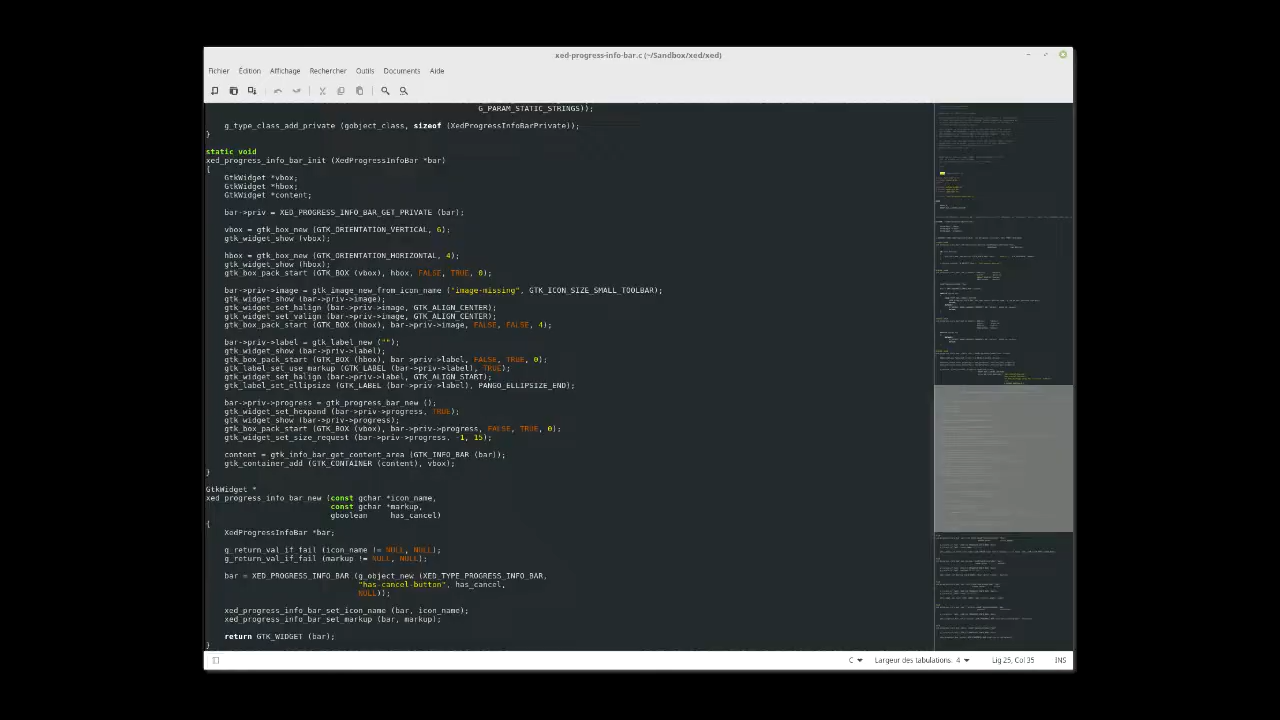 xed-progress-info-bar.c (~/Sandbox/xed/xed)
Fichier Édition Affichage Rechercher Outils Documents Aide
G_PARAM_STATIC_STRINGS));
g_type_class_add_private (gobject_class, sizeof (XedProgressInfoBarPrivate));
}
static void
xed_progress_info_bar_init (XedProgressInfoBar *bar)
{
GtkWidget *vbox;
GtkWidget *hbox;
GtkWidget *content;
bar->priv = XED_PROGRESS_INFO_BAR_GET_PRIVATE (bar);
vbox = gtk_box_new (GTK_ORIENTATION_VERTICAL, 6);
gtk_widget_show (vbox);
hbox = gtk_box_new (GTK_ORIENTATION_HORIZONTAL, 4);
gtk_widget_show (hbox);
gtk_box_pack_start (GTK_BOX (vbox), hbox, FALSE, TRUE, 0);
bar->priv->image = gtk_image_new_from_icon_name ("image-missing", GTK_ICON_SIZE_SMALL_TOOLBAR);
gtk_widget_show (bar->priv->image);
gtk_widget_set_halign (bar->priv->image, GTK_ALIGN_CENTER);
gtk_widget_set_valign (bar->priv->image, GTK_ALIGN_CENTER);
gtk_box_pack_start (GTK_BOX (hbox), bar->priv->image, FALSE, FALSE, 4);
bar->priv->label = gtk_label_new ("");
gtk_widget_show (bar->priv->label);
gtk_box_pack_start (GTK_BOX (hbox), bar->priv->label, FALSE, TRUE, 0);
gtk_label_set_use_markup (GTK_LABEL (bar->priv->label), TRUE);
gtk_widget_set_halign (bar->priv->label, GTK_ALIGN_START);
gtk_label_set_ellipsize (GTK_LABEL (bar->priv->label), PANGO_ELLIPSIZE_END);
bar->priv->progress = gtk_progress_bar_new ();
gtk_widget_set_hexpand (bar->priv->progress, TRUE);
gtk_widget_show (bar->priv->progress);
gtk_box_pack_start (GTK_BOX (vbox), bar->priv->progress, FALSE, TRUE, 0);
gtk_widget_set_size_request (bar->priv->progress, -1, 15);
content = gtk_info_bar_get_content_area (GTK_INFO_BAR (bar));
gtk_container_add (GTK_CONTAINER (content), vbox);
}
GtkWidget *
xed_progress_info_bar_new (const gchar *icon_name,
const gchar *markup,
gboolean has_cancel)
{
XedProgressInfoBar *bar;
g_return_val_if_fail (icon_name != NULL, NULL);
g_return_val_if_fail (markup != NULL, NULL);
bar = XED_PROGRESS_INFO_BAR (g_object_new (XED_TYPE_PROGRESS_INFO_BAR,
"has-cancel-button", has_cancel,
NULL));
xed_progress_info_bar_set_icon_name (bar, icon_name);
xed_progress_info_bar_set_markup (bar, markup);
return GTK_WIDGET (bar);
}
C Largeur des tabulations: 4 Lig 25, Col 35 INS